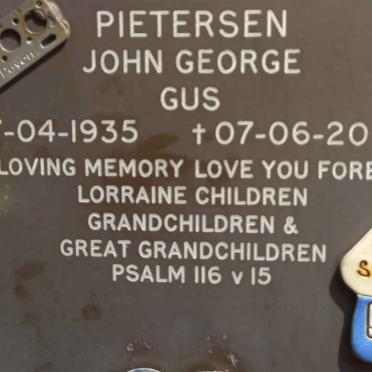 PIETERSEN
JOHN GEORGE
GUS
7-04-1935 †07-06-20
LOVING MEMORY LOVE YOU FORE
LORRAINE CHILDREN
GRANDCHILDREN &
GREAT GRANDCHILDREN
PSALM 116 v 15